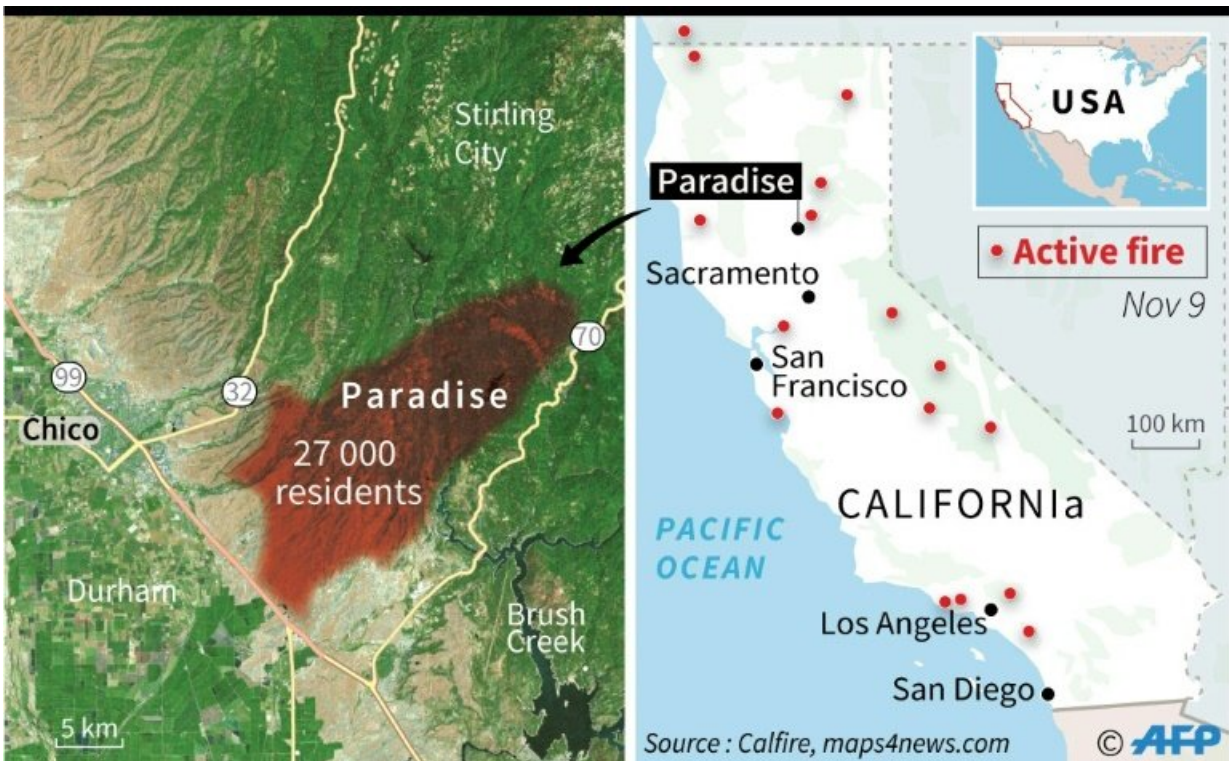 Stirling
City
99
32
70
Chico
Paradise
27 000
residents
Durham
Brush
Creek
5 km
USA
Paradise
Active fire
Nov 9
Sacramento
San
Francisco
100 km
CALIFORNIa
PACIFIC
OCEAN
Los Angeles
San Diego
Source : Calfire, maps4news.com
© AFP